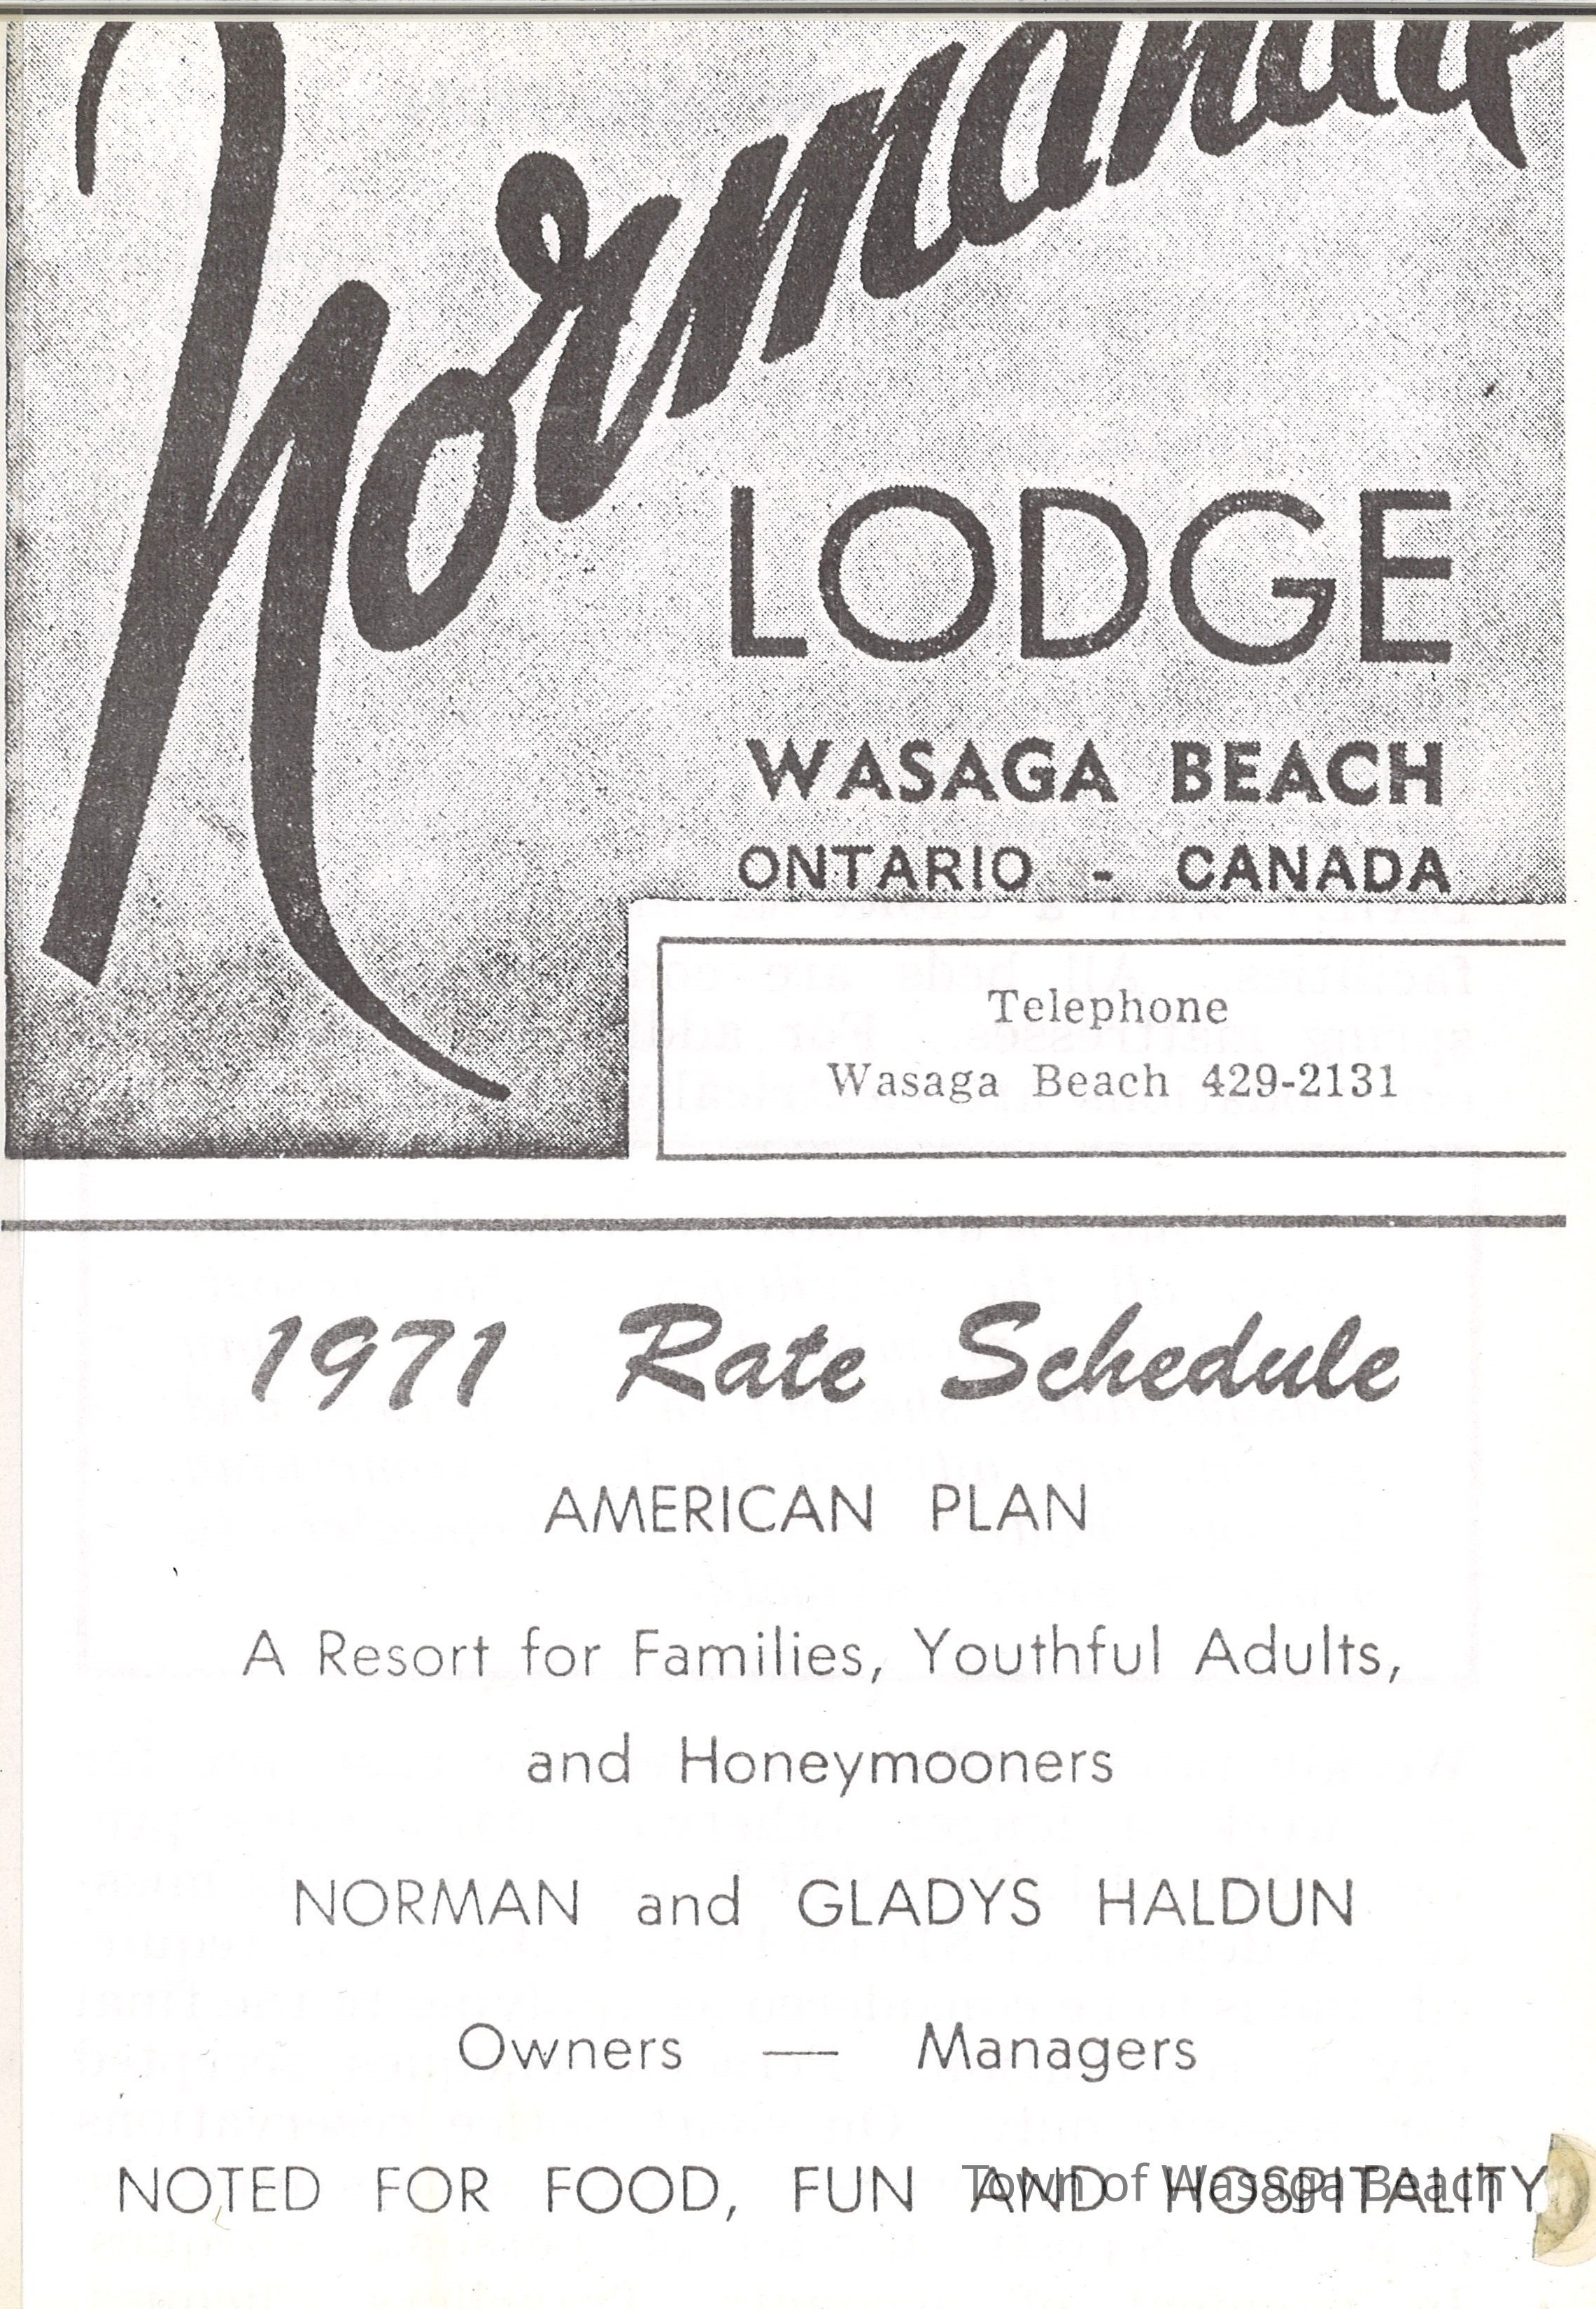 Normandie
LODGE
WASAGA BEACH
ONTARIO - CANADA
Telephone
Wasaga Beach 429-2131
1971 Rate Schedule
AMERICAN PLAN
A Resort for Families, Youthful Adults,
and Honeymooners
NORMAN and GLADYS HALDUN
Owners — Managers
NOTED FOR FOOD, FUN AND HOSPITALITY
Town of Wasaga Beach